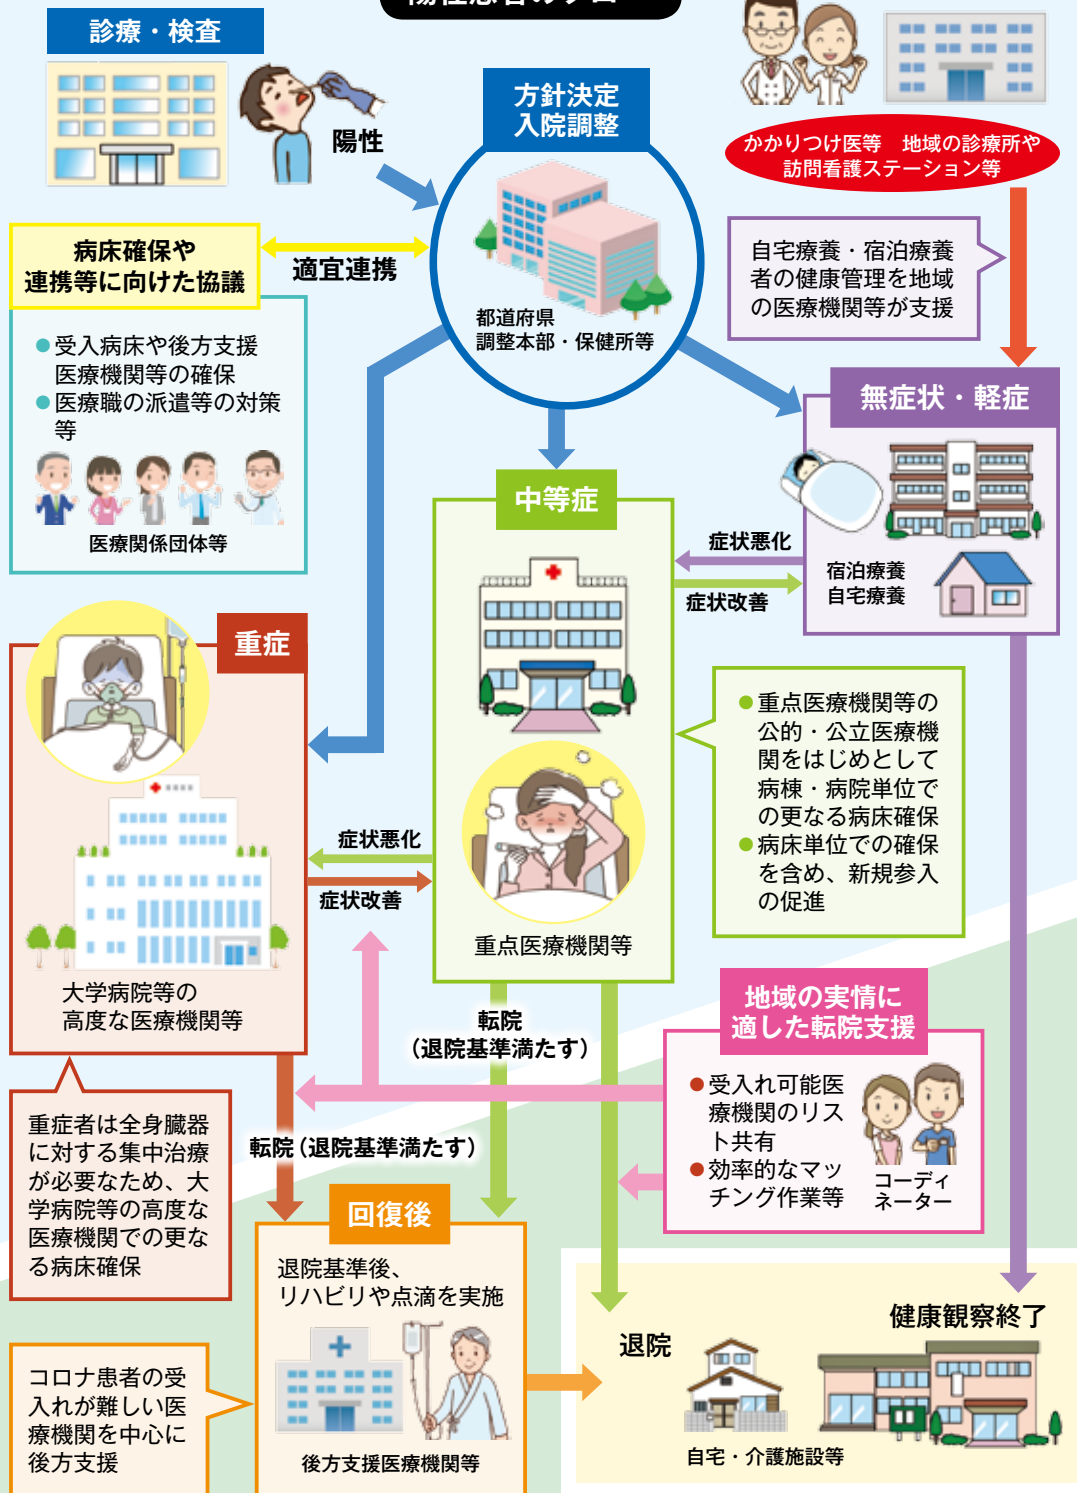 診療・検査
陽性
方針決定
入院調整
都道府県
調整本部・保健所等
かかりつけ医等　地域の診療所や
訪問看護ステーション等
自宅療養・宿泊療養
者の健康管理を地域
の医療機関等が支援
病床確保や
連携等に向けた協議
適宜連携
●受入病床や後方支援
医療機関等の確保
●医療職の派遣等の対策
等
医療関係団体等
無症状・軽症
宿泊療養
自宅療養
中等症
症状悪化
症状改善
重点医療機関等
●重点医療機関等の
公的・公立医療機
関をはじめとして
病棟・病院単位で
の更なる病床確保
●病床単位での確保
を含め、新規参入
の促進
重症
症状悪化
症状改善
大学病院等の
高度な医療機関等
重症者は全身臓器
に対する集中治療
が必要なため、大
学病院等の高度な
医療機関での更な
る病床確保
転院
（退院基準満たす）
転院（退院基準満たす）
地域の実情に
適した転院支援
●受入れ可能医
療機関のリス
ト共有
●効率的なマッ
チング作業等
コーディ
ネーター
回復後
退院基準後、
リハビリや点滴を実施
後方支援医療機関等
コロナ患者の受
入れが難しい医
療機関を中心に
後方支援
退院
健康観察終了
自宅・介護施設等